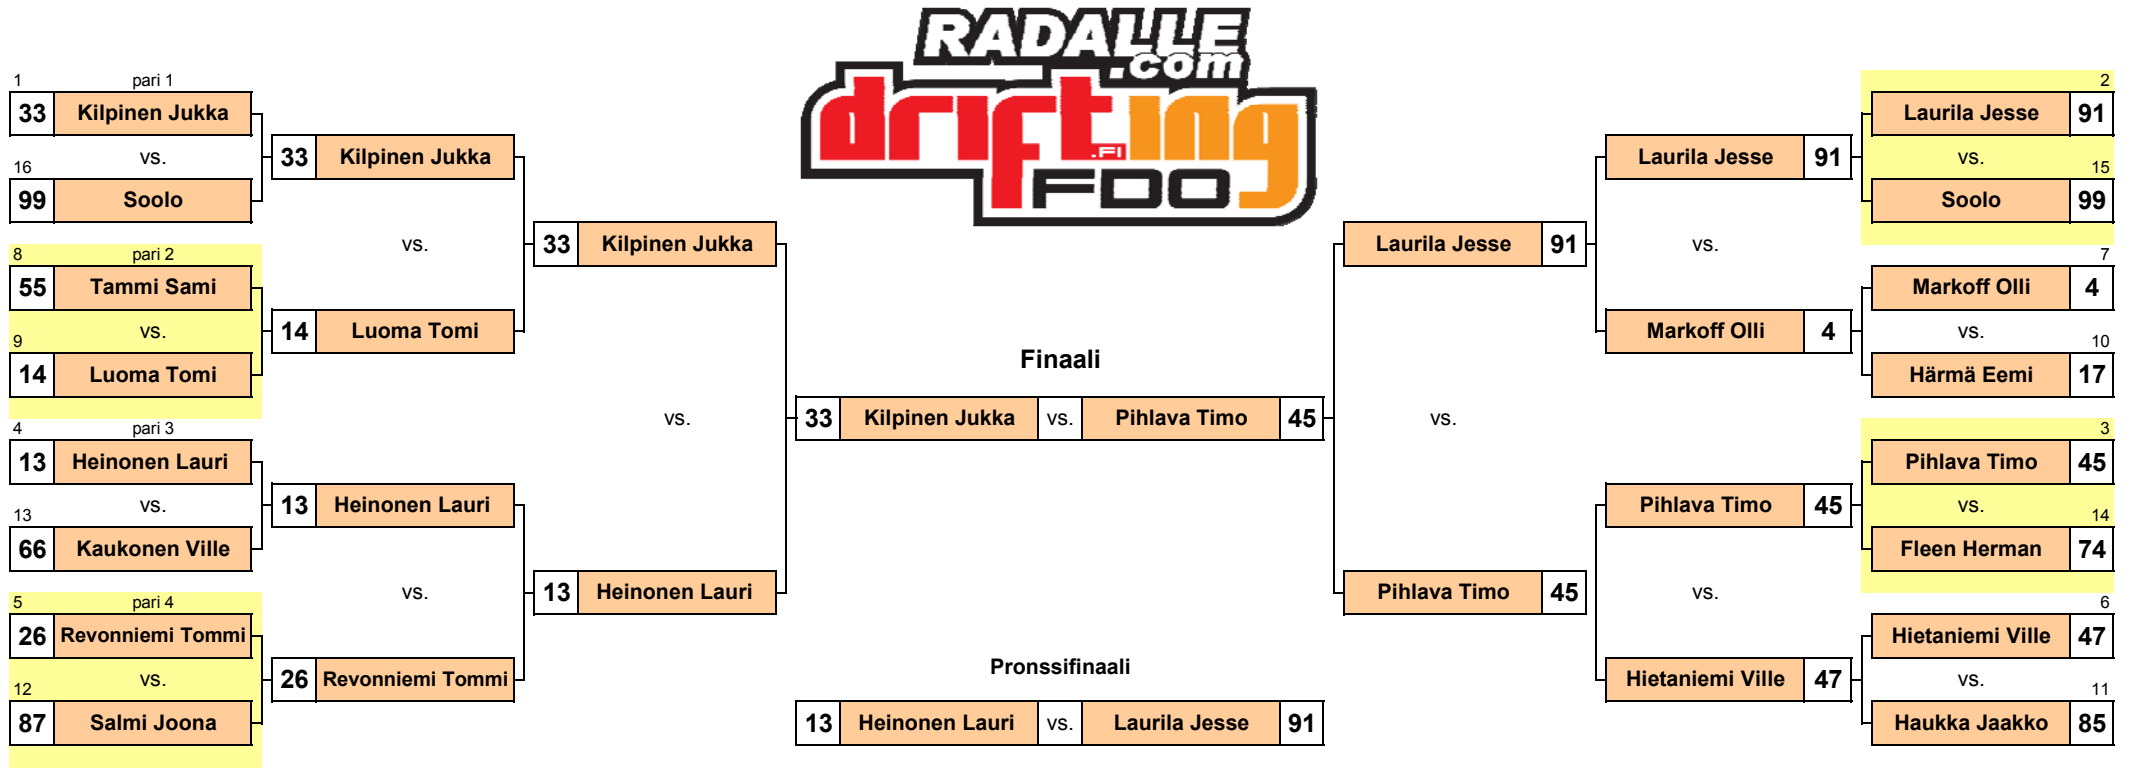 RADALLE
.com
drifting
.FI
FDO
1 pari 1
33 Kilpinen Jukka
vs.
16
99 Soolo
8 pari 2
55 Tammi Sami
vs.
9
14 Luoma Tomi
4 pari 3
13 Heinonen Lauri
vs.
13
66 Kaukonen Ville
5 pari 4
26 Revonniemi Tommi
vs.
12
87 Salmi Joona
33 Kilpinen Jukka
vs.
14 Luoma Tomi
13 Heinonen Lauri
vs.
26 Revonniemi Tommi
33 Kilpinen Jukka
vs.
13 Heinonen Lauri
Finaali
33 Kilpinen Jukka vs. Pihlava Timo 45
Pronssifinaali
13 Heinonen Lauri vs. Laurila Jesse 91
Laurila Jesse 91
vs.
Pihlava Timo 45
Laurila Jesse 91
vs.
Markoff Olli 4
Pihlava Timo 45
vs.
Hietaniemi Ville 47
2
Laurila Jesse 91
vs.
15
Soolo 99
7
Markoff Olli 4
vs.
10
Härmä Eemi 17
3
Pihlava Timo 45
vs.
14
Fleen Herman 74
6
Hietaniemi Ville 47
vs.
11
Haukka Jaakko 85